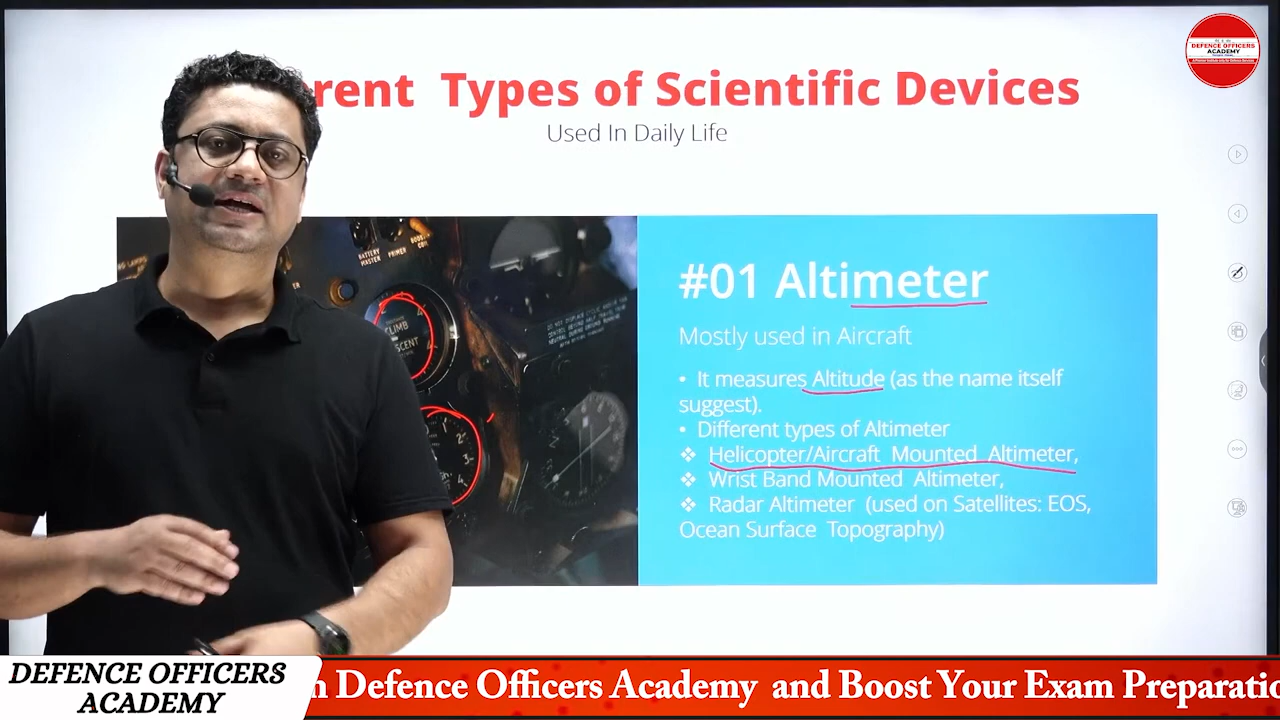 DEFENCE OFFICERS
ACADEMY
rent Types of Scientific Devices
Used In Daily Life
BATTERY
MASTER
PRIMER
CLIMB
#01 Altimeter
Mostly used in Aircraft
• It measures Altitude (as the name itself
suggest).
• Different types of Altimeter
❖ Helicopter/Aircraft Mounted Altimeter,
❖ Wrist Band Mounted Altimeter,
❖ Radar Altimeter (used on Satellites: EOS,
Ocean Surface Topography)
DEFENCE OFFICERS
ACADEMY
n Defence Officers Academy and Boost Your Exam Preparatio